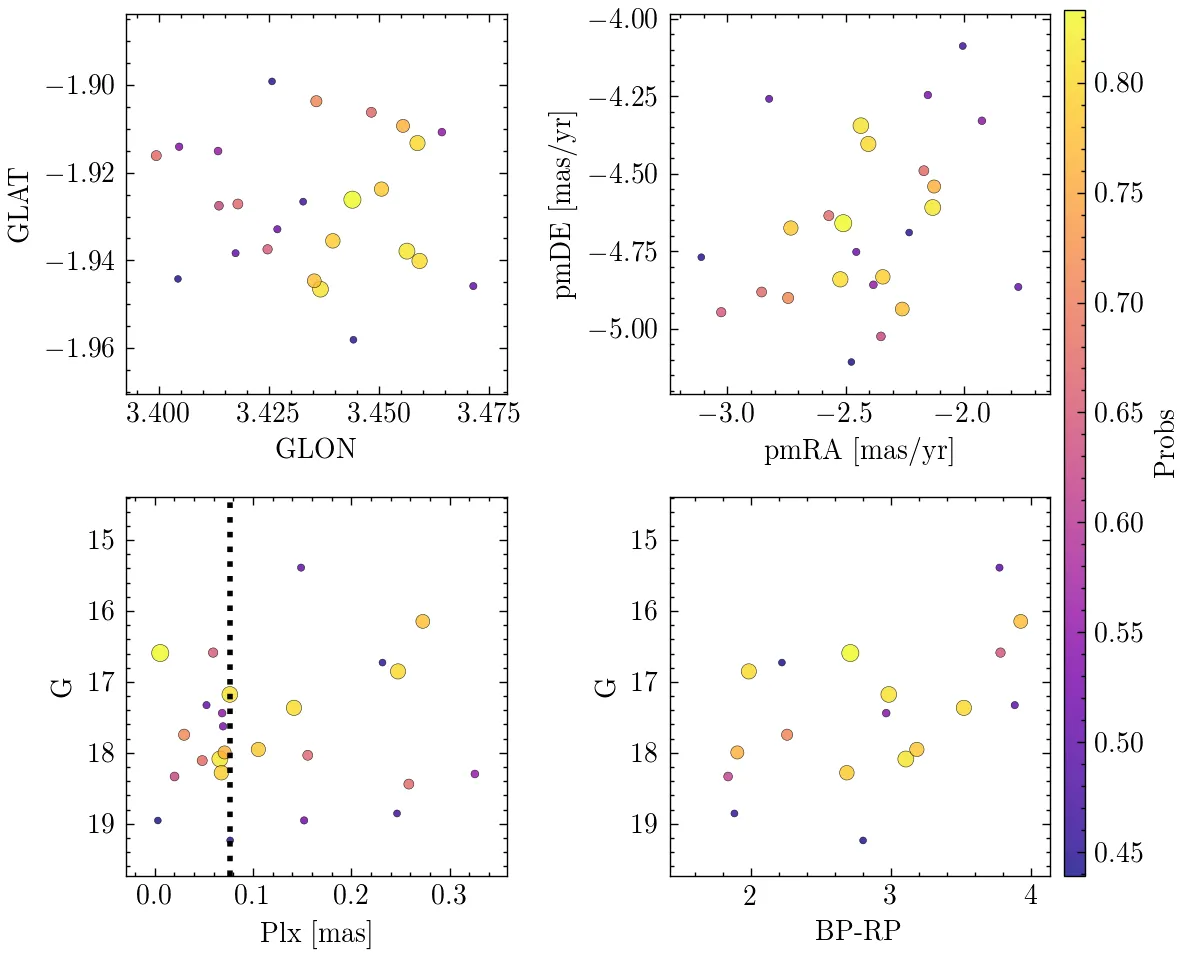 −1.90
−1.92
−1.94
−1.96
GLAT
3.400 3.425 3.450 3.475
GLON
−4.00
−4.25
−4.50
−4.75
−5.00
pmDE [mas/yr]
−3.0 −2.5 −2.0
pmRA [mas/yr]
15
16
17
18
19
G
0.0 0.1 0.2 0.3
Plx [mas]
15
16
17
18
19
G
2 3 4
BP-RP
0.80
0.75
0.70
0.65
0.60
0.55
0.50
0.45
Probs